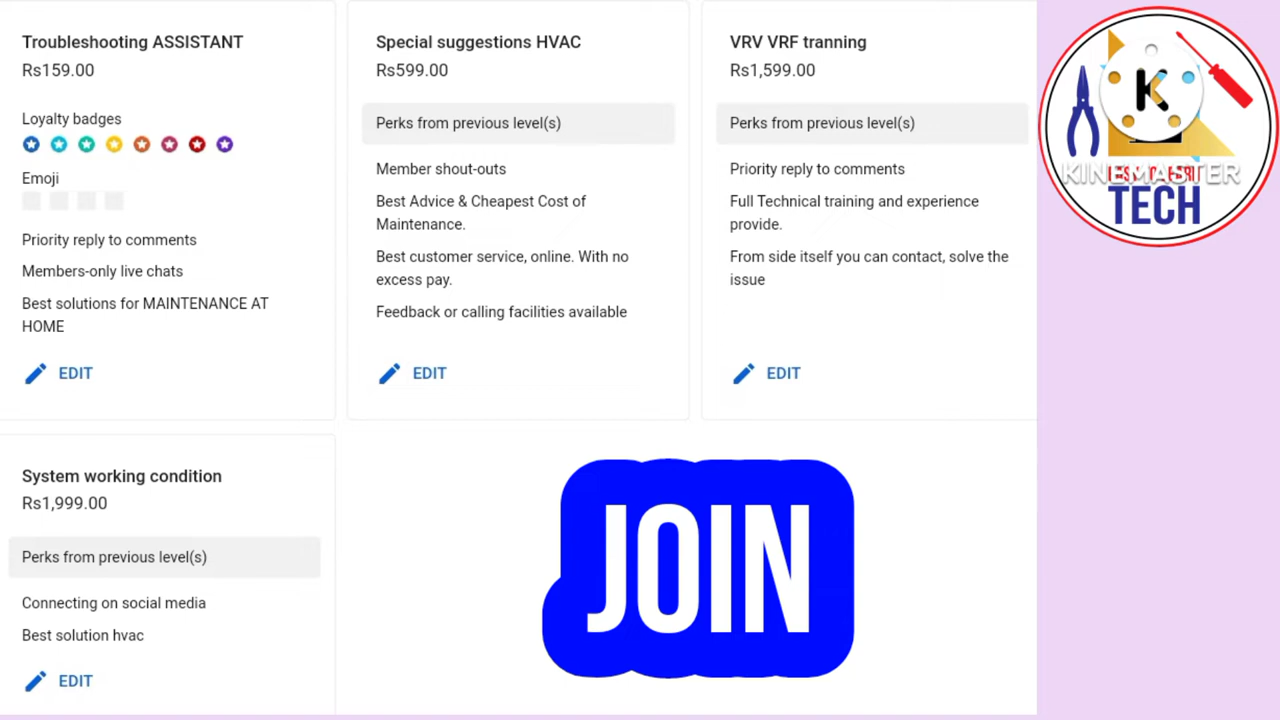 Troubleshooting ASSISTANT
Rs159.00
Loyalty badges
Emoji
Priority reply to comments
Members-only live chats
Best solutions for MAINTENANCE AT
HOME
EDIT
Special suggestions HVAC
Rs599.00
Perks from previous level(s)
Member shout-outs
Best Advice & Cheapest Cost of
Maintenance.
Best customer service, online. With no
excess pay.
Feedback or calling facilities available
EDIT
VRV VRF tranning
Rs1,599.00
Perks from previous level(s)
Priority reply to comments
Full Technical training and experience
provide.
From side itself you can contact, solve the
issue
EDIT
K
KINEMASTER
TECH
System working condition
Rs1,999.00
Perks from previous level(s)
Connecting on social media
Best solution hvac
EDIT
JOIN